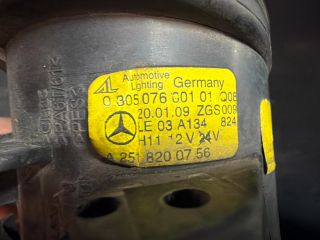 Automotive
Lighting
Germany
0 305 076 001 01 Q08
20.01.09 ZGS 009
LE 03 A134 824
H11 12V 24V
A 251 820 07 56